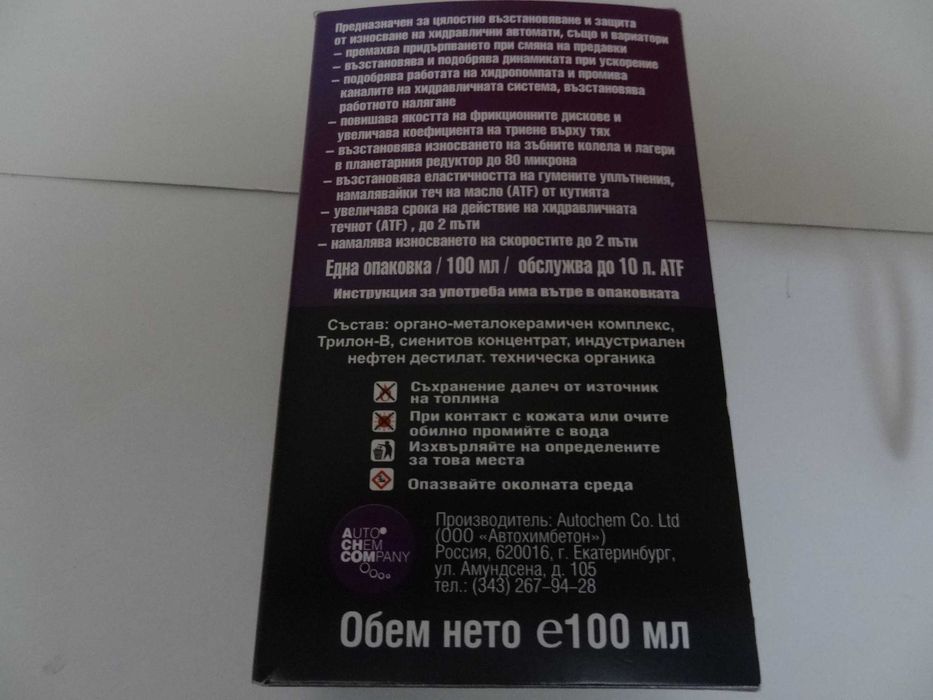 Предназначен за цялостно възстановяване и защита
от износване на хидравлични автомати, също и вариатори
– премахва придърпването при смяна на предавки
– възстановява и подобрява динамиката при ускорение
– подобрява работата на хидропомпата и промива
каналите на хидравличната система, възстановява
работното налягане
– повишава якостта на фрикционните дискове и
увеличава коефициента на триене върху тях
– възстановява износването на зъбните колела и лагери
в планетарния редуктор до 80 микрона
– възстановява еластичността на гумените уплътнения,
намалявайки теч на масло (ATF) от кутията
– увеличава срока на действие на хидравличната
течнот (ATF) , до 2 пъти
– намалява износването на скоростите до 2 пъти
Една опаковка / 100 мл / обслужва до 10 л. ATF
Инструкция за употреба има вътре в опаковката
Състав: органо-металокерамичен комплекс,
Трилон-В, сиенитов концентрат, индустриален
нефтен дестилат. техническа органика
Съхранение далеч от източник
на топлина
При контакт с кожата или очите
обилно промийте с вода
Изхвърляйте на определените
за това места
Опазвайте околната среда
AUTO
CHEM
COMPANY
Производитель: Autochem Co. Ltd
(ООО «Автохимбетон»)
Россия, 620016, г. Екатеринбург,
ул. Амундсена, д. 105
тел.: (343) 267–94–28
Обем нето e100 мл